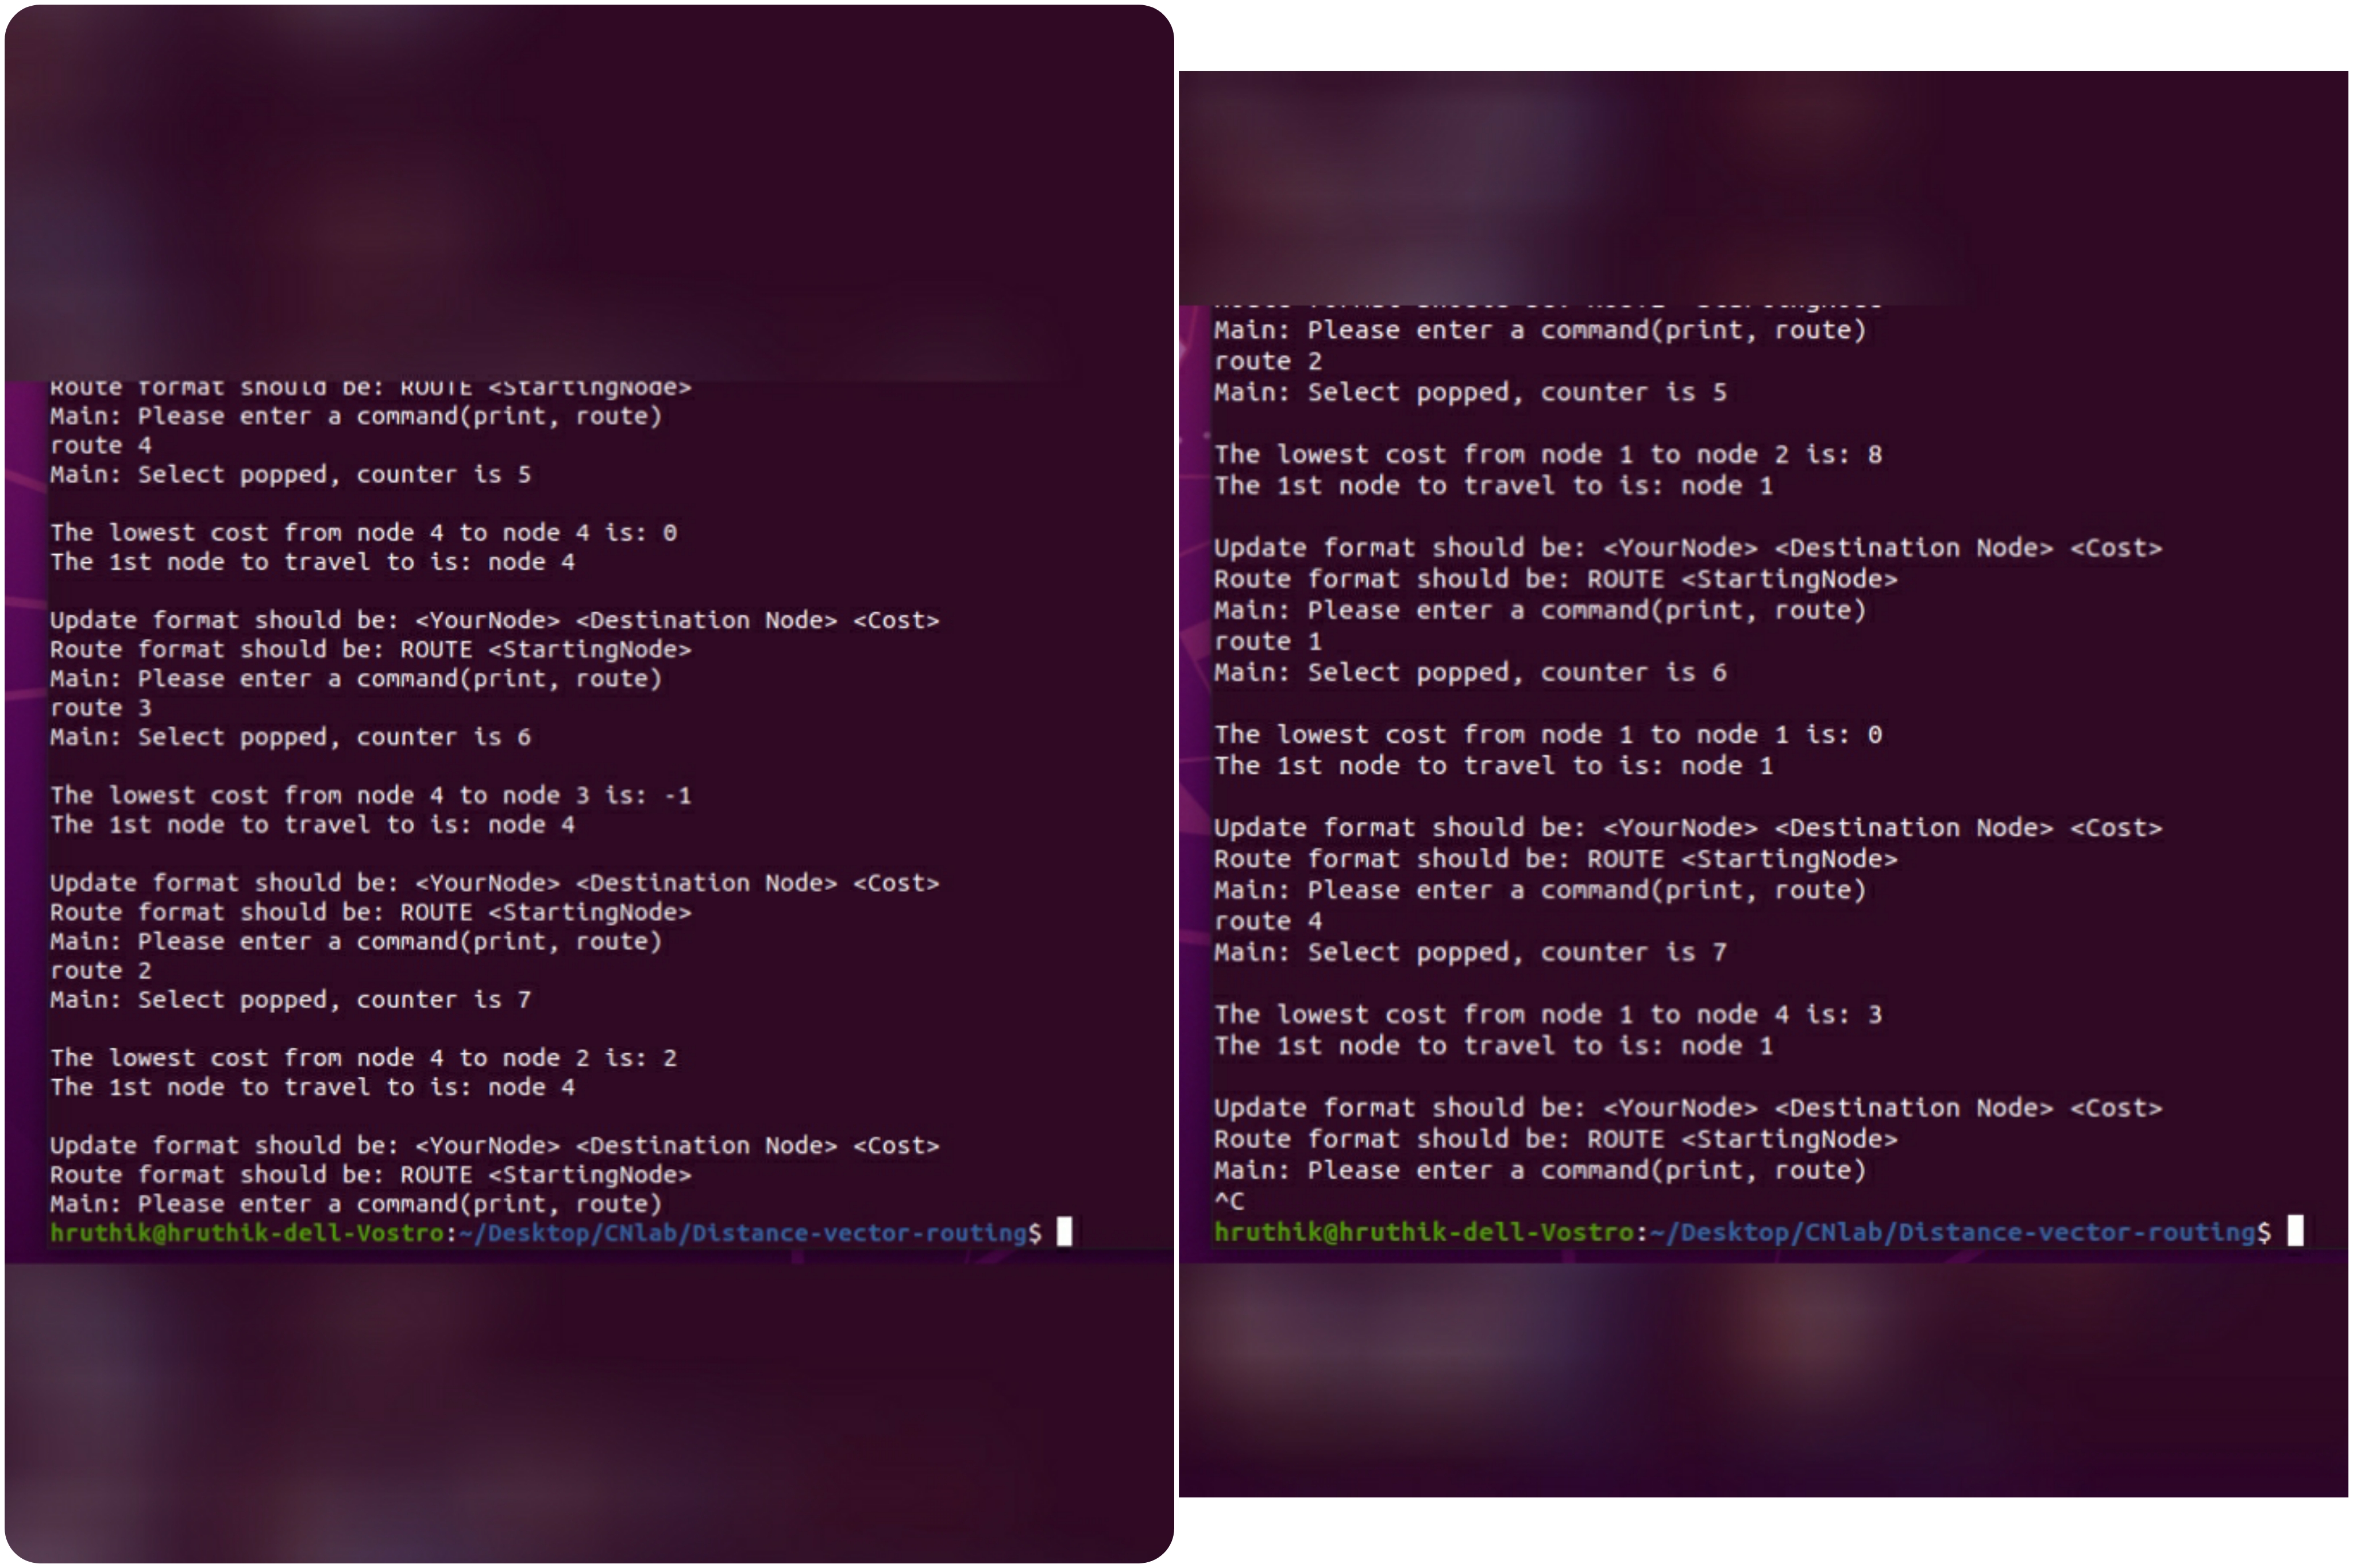 Route format should be: ROUTE <StartingNode>
Main: Please enter a command(print, route)
route 4
Main: Select popped, counter is 5
The lowest cost from node 4 to node 4 is: 0
The 1st node to travel to is: node 4
Update format should be: <YourNode> <Destination Node> <Cost>
Route format should be: ROUTE <StartingNode>
Main: Please enter a command(print, route)
route 3
Main: Select popped, counter is 6
The lowest cost from node 4 to node 3 is: -1
The 1st node to travel to is: node 4
Update format should be: <YourNode> <Destination Node> <Cost>
Route format should be: ROUTE <StartingNode>
Main: Please enter a command(print, route)
route 2
Main: Select popped, counter is 7
The lowest cost from node 4 to node 2 is: 2
The 1st node to travel to is: node 4
Update format should be: <YourNode> <Destination Node> <Cost>
Route format should be: ROUTE <StartingNode>
Main: Please enter a command(print, route)
hruthik@hruthik-dell-Vostro:~/Desktop/CNlab/Distance-vector-routing$
Main: Please enter a command(print, route)
route 2
Main: Select popped, counter is 5
The lowest cost from node 1 to node 2 is: 8
The 1st node to travel to is: node 1
Update format should be: <YourNode> <Destination Node> <Cost>
Route format should be: ROUTE <StartingNode>
Main: Please enter a command(print, route)
route 1
Main: Select popped, counter is 6
The lowest cost from node 1 to node 1 is: 0
The 1st node to travel to is: node 1
Update format should be: <YourNode> <Destination Node> <Cost>
Route format should be: ROUTE <StartingNode>
Main: Please enter a command(print, route)
route 4
Main: Select popped, counter is 7
The lowest cost from node 1 to node 4 is: 3
The 1st node to travel to is: node 1
Update format should be: <YourNode> <Destination Node> <Cost>
Route format should be: ROUTE <StartingNode>
Main: Please enter a command(print, route)
^C
hruthik@hruthik-dell-Vostro:~/Desktop/CNlab/Distance-vector-routing$